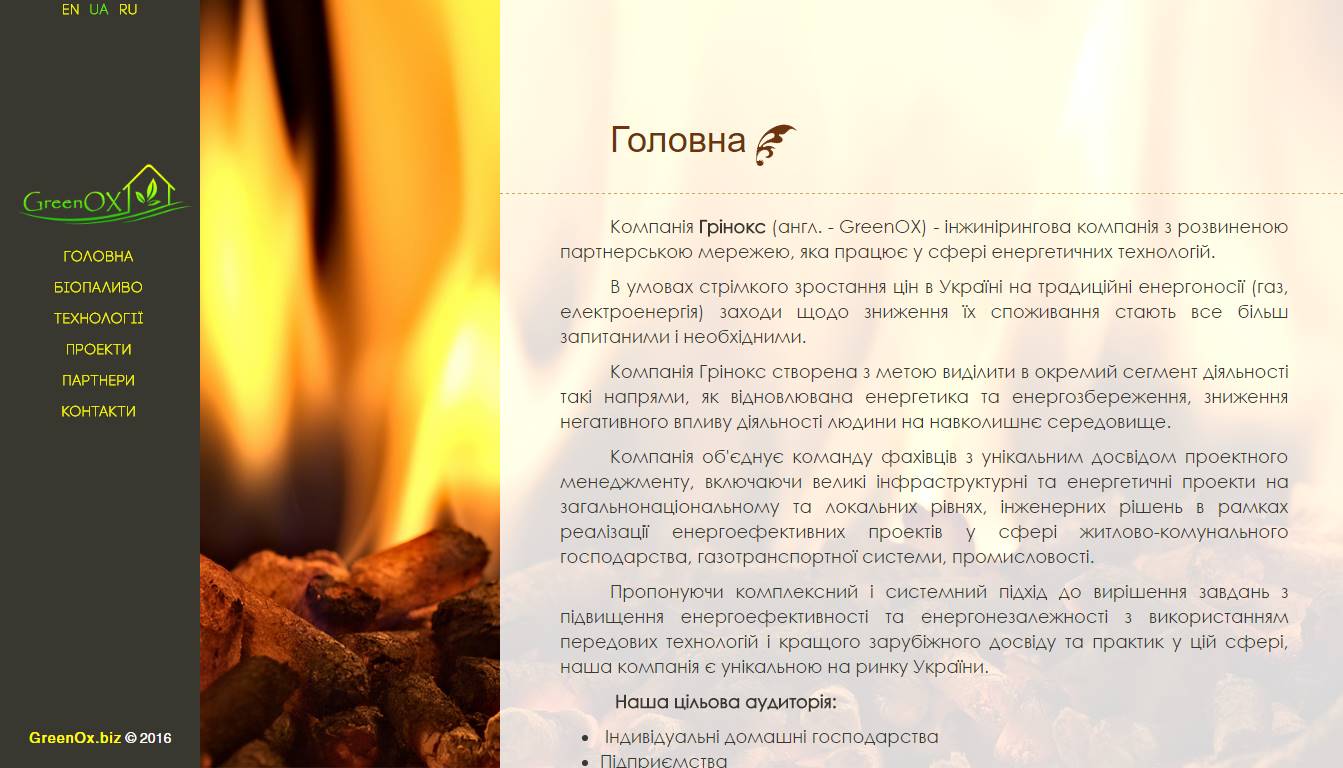 EN UA RU
GreenOX
ГОЛОВНА
БІОПАЛИВО
ТЕХНОЛОГІЇ
ПРОЕКТИ
ПАРТНЕРИ
КОНТАКТИ
GreenOx.biz © 2016
Головна
Компанія Грінокс (англ. - GreenOX) - інжинірингова компанія з розвиненою
партнерською мережею, яка працює у сфері енергетичних технологій.
В умовах стрімкого зростання цін в Україні на традиційні енергоносії (газ,
електроенергія) заходи щодо зниження їх споживання стають все більш
запитаними і необхідними.
Компанія Грінокс створена з метою виділити в окремий сегмент діяльності
такі напрями, як відновлювана енергетика та енергозбереження, зниження
негативного впливу діяльності людини на навколишнє середовище.
Компанія об'єднує команду фахівців з унікальним досвідом проектного
менеджменту, включаючи великі інфраструктурні та енергетичні проекти на
загальнонаціональному та локальних рівнях, інженерних рішень в рамках
реалізації енергоефективних проектів у сфері житлово-комунального
господарства, газотранспортної системи, промисловості.
Пропонуючи комплексний і системний підхід до вирішення завдань з
підвищення енергоефективності та енергонезалежності з використанням
передових технологій і кращого зарубіжного досвіду та практик у цій сфері,
наша компанія є унікальною на ринку України.
Наша цільова аудиторія:
• Індивідуальні домашні господарства
• Підприємства